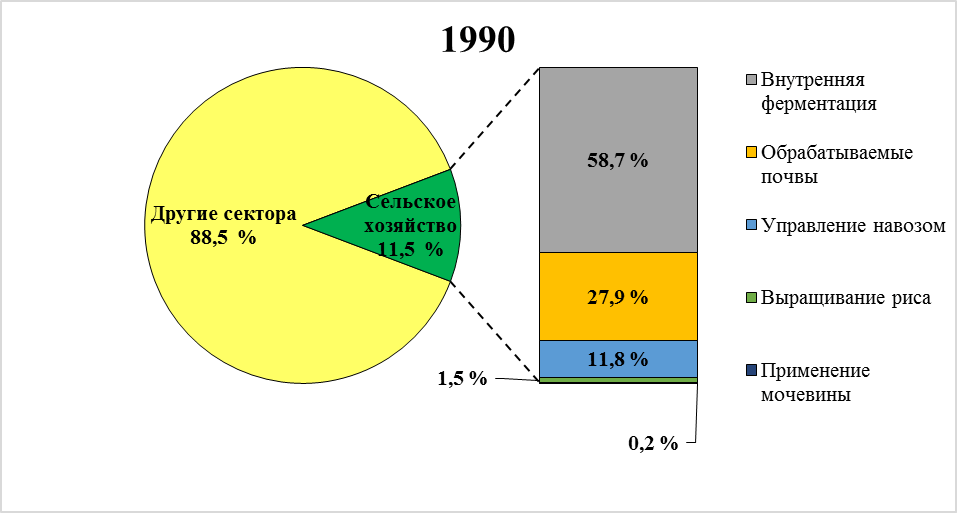 1990
Другие сектора
88,5 %
Сельское
хозяйство
11,5 %
58,7 %
27,9 %
11,8 %
1,5 %
0,2 %
Внутренняя
ферментация
Обрабатываемые
почвы
Управление навозом
Выращивание риса
Применение
мочевины